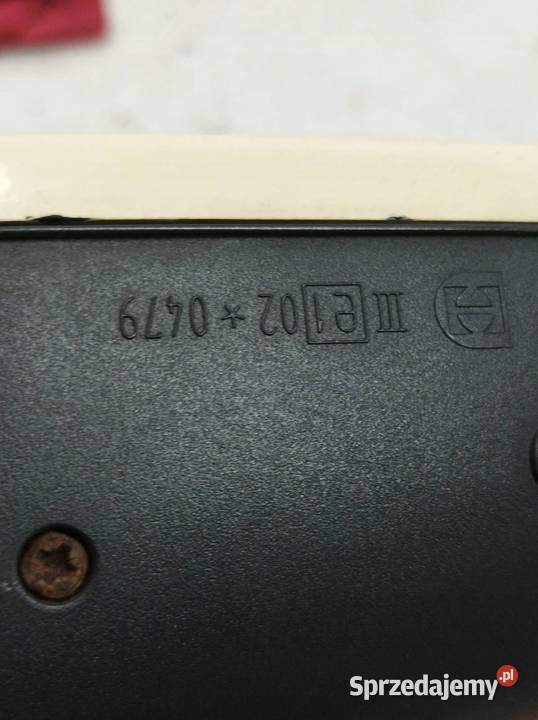 III e1 02 ★ 0479
Sprzedajemy.pl